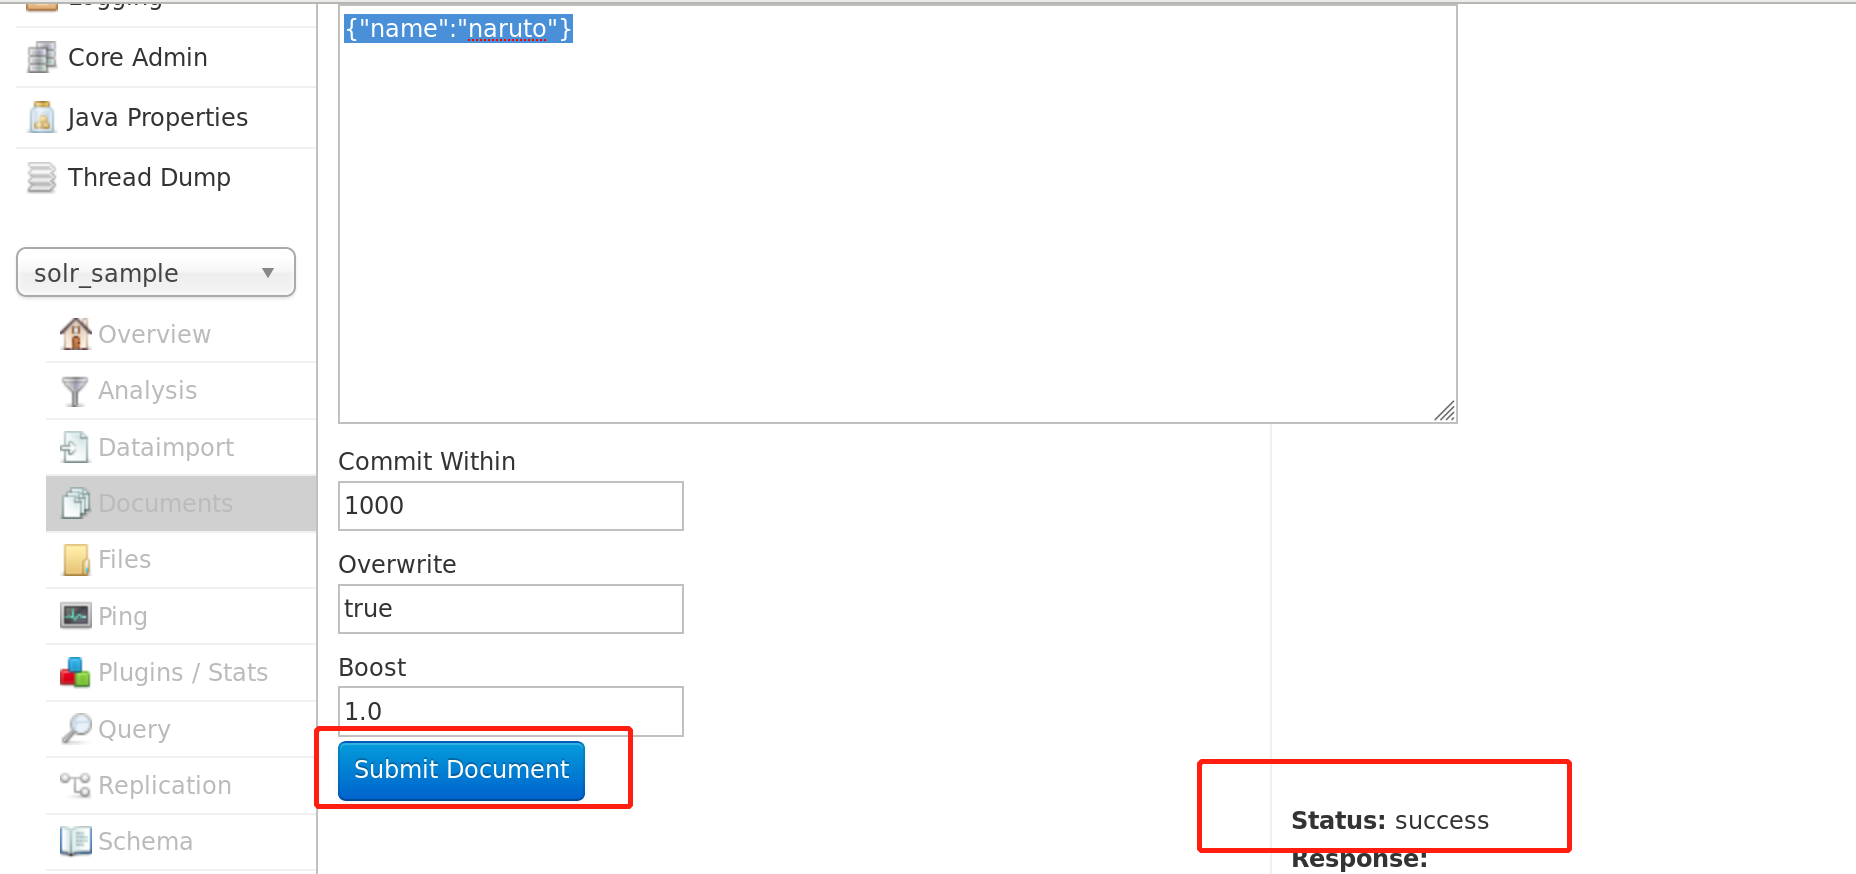 Logging
Core Admin
Java Properties
Thread Dump
solr_sample
Overview
Analysis
Dataimport
Documents
Files
Ping
Plugins / Stats
Query
Replication
Schema
{"name":"naruto"}
Commit Within
1000
Overwrite
true
Boost
1.0
Submit Document
Status: success
Response: